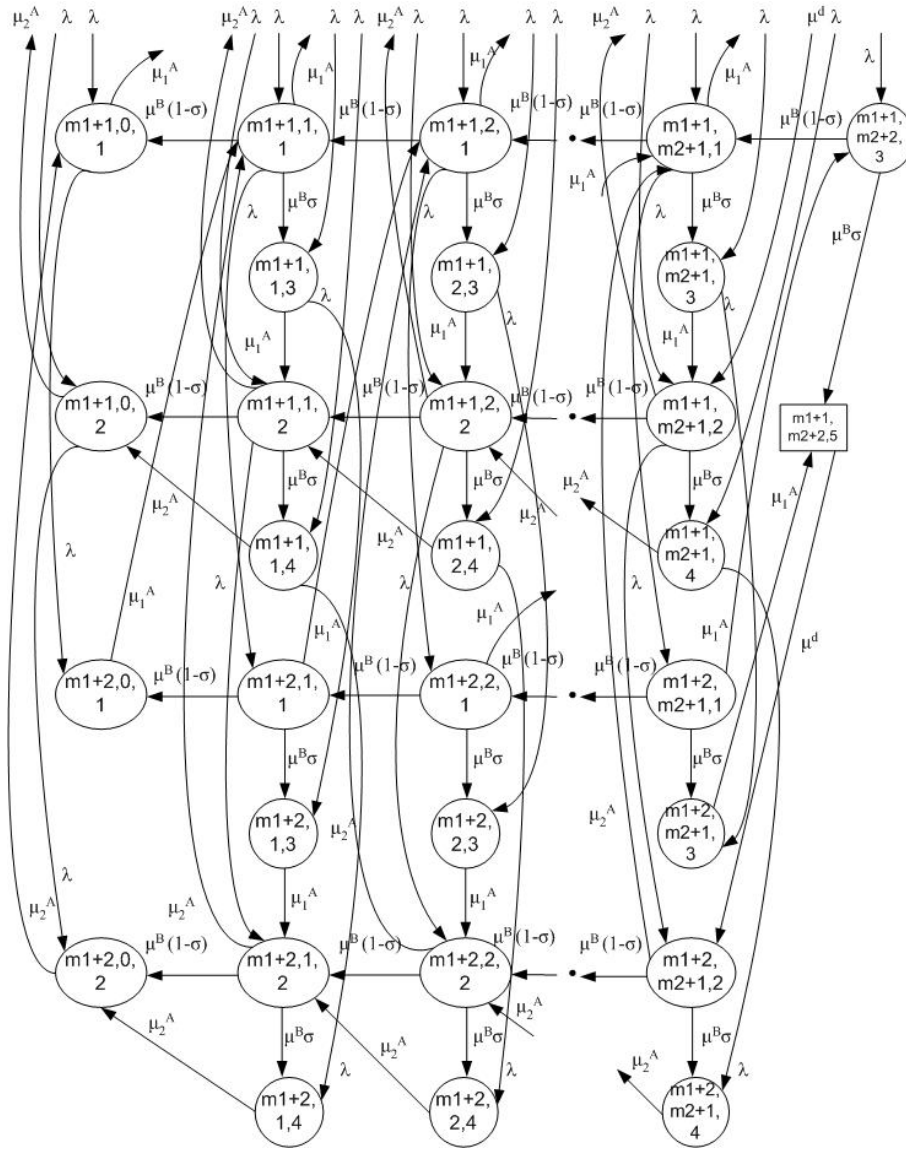 μ₂ᴬ λ λ μ₂ᴬ λ λ λ λ μ₂ᴬ λ λ λ λ μ₂ᴬ λ λ λ μᵈ λ
μ₁ᴬ μ₁ᴬ μ₁ᴬ μ₁ᴬ λ
μᴮ(1-σ) μᴮ(1-σ) μᴮ(1-σ) μᴮ(1-σ) μᴮ(1-σ)
m1+1,0, m1+1,1, m1+1,2, m1+1, m1+1,
1 1 1 m2+1,1 m2+2,
3
μ₁ᴬ
λ μᴮσ λ μᴮσ λ μᴮσ
μᴮσ
m1+1, m1+1, m1+1,
1,3 2,3 m2+1,
3
λ λ λ
μ₁ᴬ μ₁ᴬ μ₁ᴬ
μᴮ(1-σ) μᴮ(1-σ) μᴮ(1-σ) μᴮ(1-σ)
m1+1,0, m1+1,1, m1+1,2, m1+1, m1+1,
2 2 2 m2+1,2 m2+2,5
μᴮσ μᴮσ μᴮσ
μ₂ᴬ μ₂ᴬ μ₂ᴬ μ₂ᴬ μ₁ᴬ
m1+1, m1+1, m1+1,
1,4 2,4 m2+1,
4
λ λ λ λ
μ₁ᴬ μ₁ᴬ μ₁ᴬ μ₁ᴬ
μᴮ(1-σ) μᴮ(1-σ) μᴮ(1-σ) μᴮ(1-σ) μᵈ
m1+2,0, m1+2,1, m1+2,2, m1+2,
1 1 1 m2+1,1
μᴮσ μᴮσ μᴮσ
m1+2, m1+2, m1+2,
1,3 2,3 m2+1,
3
μ₂ᴬ μ₂ᴬ
λ
μ₂ᴬ μ₂ᴬ μ₁ᴬ μ₁ᴬ
μᴮ(1-σ) μᴮ(1-σ) μᴮ(1-σ) μᴮ(1-σ)
m1+2,0, m1+2,1, m1+2,2, m1+2,
2 2 2 m2+1,2
μ₂ᴬ
μ₂ᴬ μᴮσ μ₂ᴬ μᴮσ μᴮσ
λ λ μ₂ᴬ λ
m1+2, m1+2, m1+2,
1,4 2,4 m2+1,
4